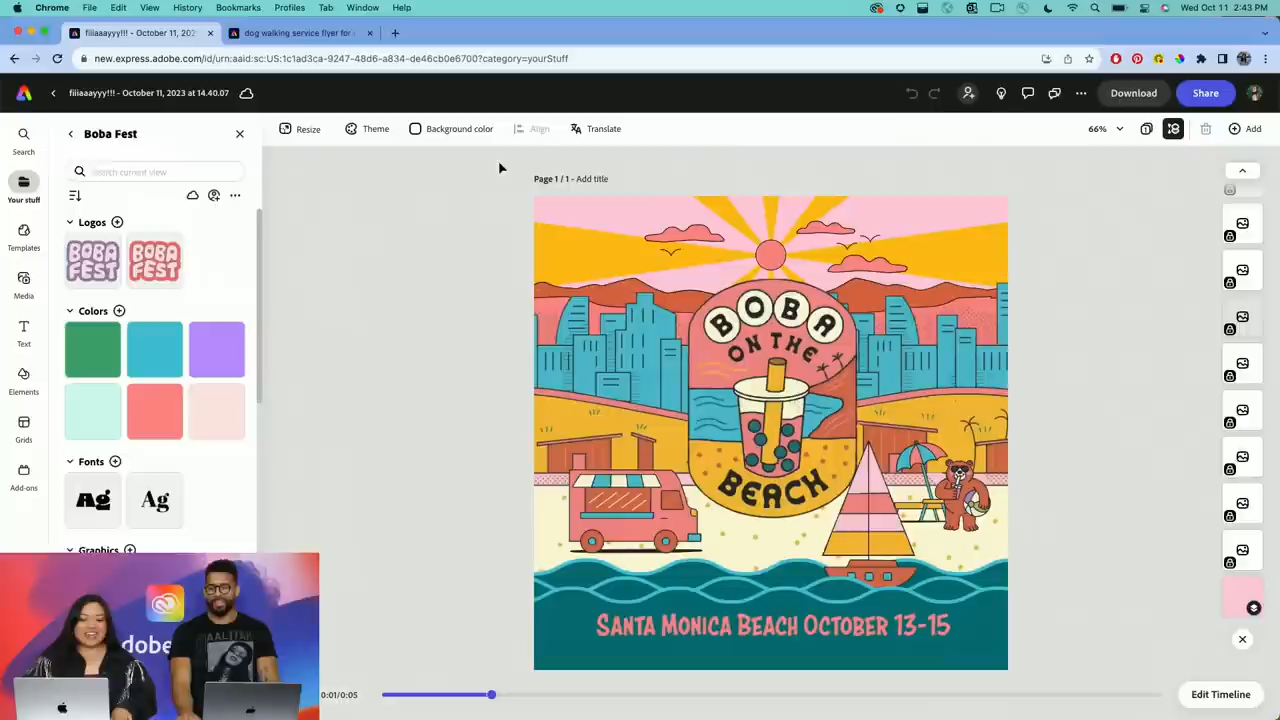 Chrome File Edit View History Bookmarks Profiles Tab Window Help
Wed Oct 11 2:43 PM
fiiiaayyy!!! - October 11, 202
dog walking service flyer for
new.express.adobe.com/id/urn:aaid:sc:US:1c1ad3ca-9247-48d6-a834-de46cb0e6700?category=yourStuff
fiiiaayyy!!! - October 11, 2023 at 14.40.07
Download
Share
Boba Fest
Resize
Theme
Background color
Align
Translate
66%
Add
Search
Search current view
Your stuff
Page 1 / 1 - Add title
Logos
BOBA FEST
BOBA FEST
Templates
Media
Colors
Text
Elements
Grids
Add-ons
Fonts
Ag
Ag
Graphics
BOBA
ON THE
BEACH
SANTA MONICA BEACH OCTOBER 13-15
0:01/0:05
Edit Timeline